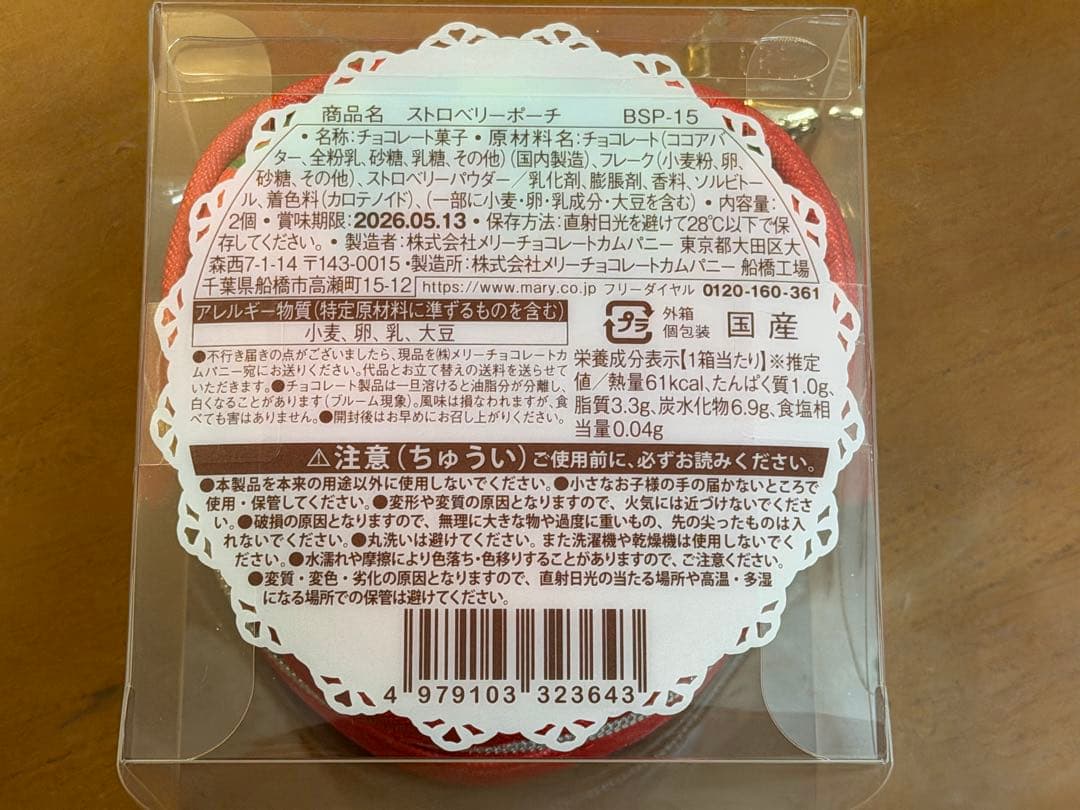 商品名 ストロベリーポーチ BSP-15
・名称:チョコレート菓子・原材料名:チョコレート(ココアバ
ター、全粉乳、砂糖、乳糖、その他)(国内製造)、フレーク(小麦粉、卵、
砂糖、その他)、ストロベリーパウダー/乳化剤、膨脹剤、香料、ソルビトー
ル、着色料(カロテノイド)、(一部に小麦・卵・乳成分・大豆を含む)・内容量:
2個・賞味期限:2026.05.13・保存方法:直射日光を避けて28℃以下で保
存してください。・製造者:株式会社メリーチョコレートカムパニー 東京都大田区大
森西7-1-14 〒143-0015・製造所:株式会社メリーチョコレートカムパニー 船橋工場
千葉県船橋市高瀬町15-12 https://www.mary.co.jp フリーダイヤル 0120-160-361
アレルギー物質(特定原材料に準ずるものを含む)
小麦、卵、乳、大豆
プラ
外箱
個包装
国産
●不行き届きの点がございましたら、現品を㈱メリーチョコレートカ
ムパニー宛にお送りください。代品とお立て替えの送料を送らせて
いただきます。●チョコレート製品は一旦溶けると油脂分が分離し、
白くなることがあります(ブルーム現象)。風味は損なわれますが、食
べても害はありません。●開封後はお早めにお召し上がりください。
栄養成分表示【1箱当たり】※推定
値/熱量61kcal、たんぱく質1.0g、
脂質3.3g、炭水化物6.9g、食塩相
当量0.04g
⚠注意(ちゅうい)ご使用前に、必ずお読みください。
●本製品を本来の用途以外に使用しないでください。●小さなお子様の手の届かないところで
使用・保管してください。●変形や変質の原因となりますので、火気には近づけないでくださ
い。●破損の原因となりますので、無理に大きな物や過度に重いもの、先の尖ったものは入
れないでください。●丸洗いは避けてください。また洗濯機や乾燥機は使用しないでく
ださい。●水濡れや摩擦により色落ち・色移りすることがありますので、ご注意ください。
●変質・変色・劣化の原因となりますので、直射日光の当たる場所や高温・多湿
になる場所での保管は避けてください。
4 979103 323643